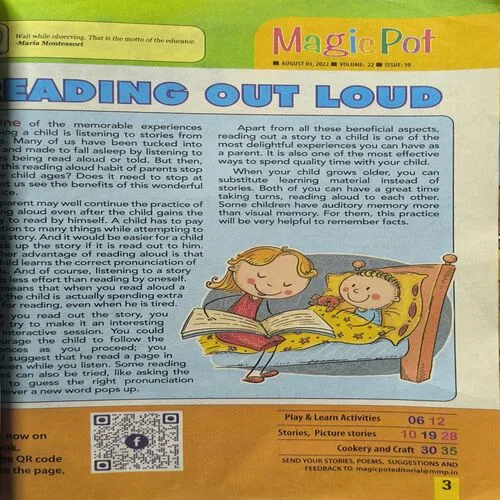 Wait while observing. That is the motto of the educator.
-Maria Montessori
Magic Pot
AUGUST 03, 2022 VOLUME: 22 ISSUE: 30
EADING OUT LOUD
One of the memorable experiences
a child is listening to stories from
Many of us have been tucked into
and made to fall asleep by listening to
being read aloud or told. But then,
this reading aloud habit of parents stop
child ages? Does it need to stop at
us see the benefits of this wonderful
parent may well continue the practice of
aloud even after the child gains the
to read by himself. A child has to pay
to many things while attempting to
a story, And it would be easier for a child
up the story if it is read out to him.
advantage of reading aloud is that
child learns the correct pronunciation of
And of course, listening to a story
less effort than reading by oneself.
means that when you read aloud a
the child is actually spending extra
for reading, even when he is tired.
you read out the story, you
try to make it an interesting
interactive session. You could
the child to follow the
as you proceed; you
suggest that he read a page in
while you listen. Some reading
can also be tried, like asking the
to guess the right pronunciation
a new word pops up.
Apart from all these beneficial aspects,
reading out a story to a child is one of the
most delightful experiences you can have as
a parent. It is also one of the most effective
ways to spend quality time with your child.
When your child grows older, you can
substitute learning material instead of
stories. Both of you can have a great time
taking turns, reading aloud to each other.
Some children have auditory memory more
than visual memory. For them, this practice
will be very helpful to remember facts.
now on
QR code
the page.
f
Play & Learn Activities 06 12
Stories, Picture stories 10 19 28
Cookery and Craft 30 35
SEND YOUR STORIES, POEMS, SUGGESTIONS AND
FEEDBACK TO: magicpoteditorial@mmp.in
3